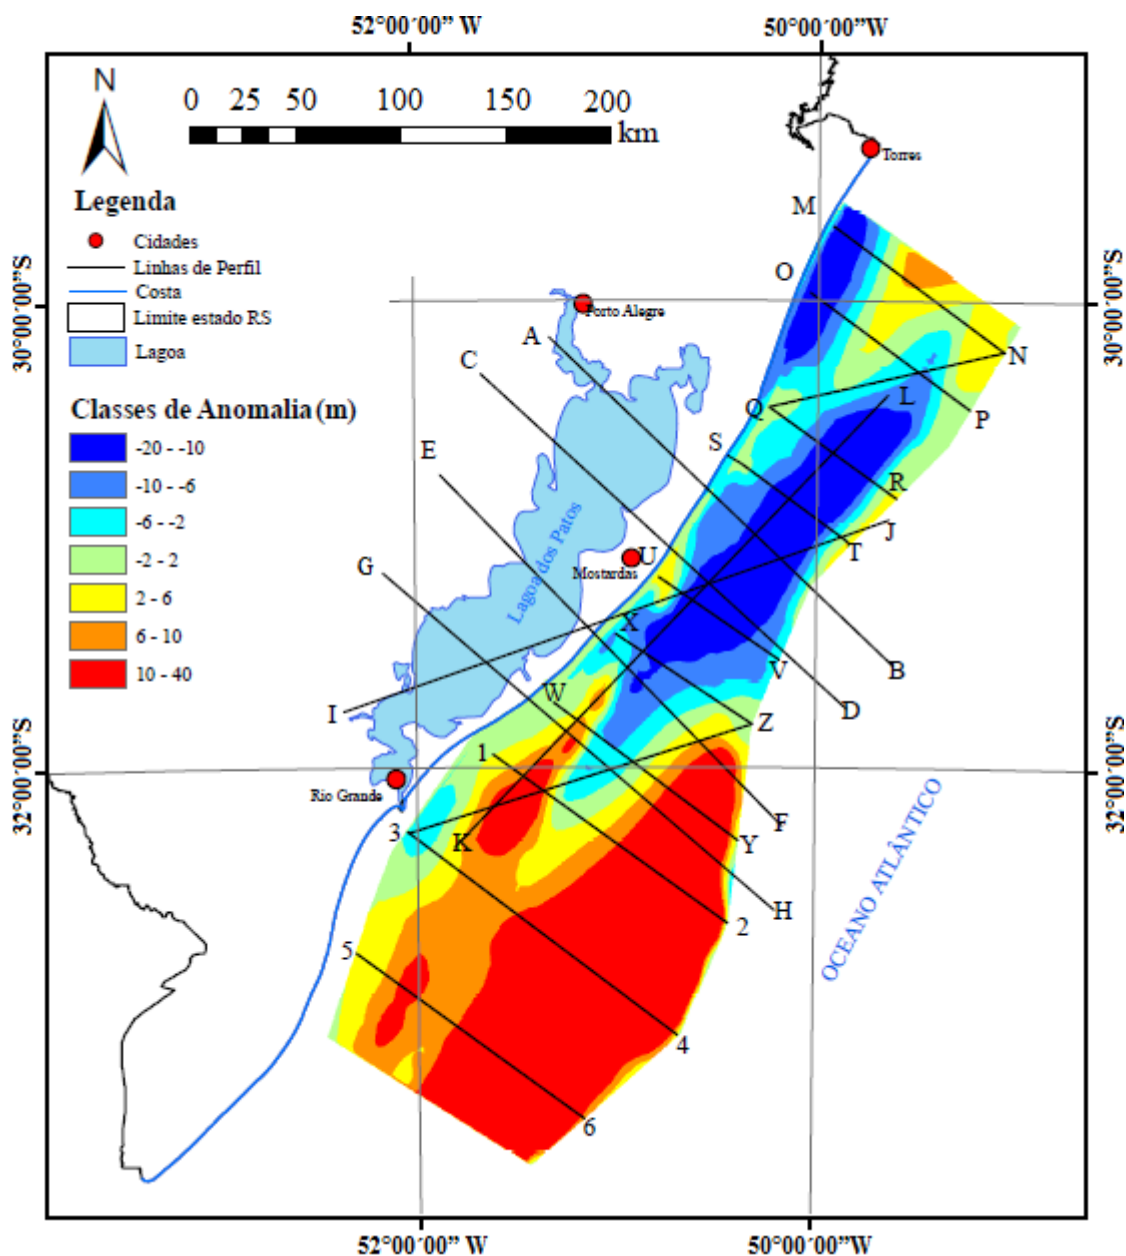 52°00´00´´ W
50°00´00´´W
N
0 25 50 100 150 200
km
Torres
Legenda
Cidades
Linhas de Perfil
Costa
Limite estado RS
Lagoa
Classes de Anomalia (m)
-20 - -10
-10 - -6
-6 - -2
-2 - 2
2 - 6
6 - 10
10 - 40
30°00´00´´S
30°00´00´´S
32°00´00´´S
32°00´00´´S
Porto Alegre
Lagoa dos Patos
Mostardas
Rio Grande
OCEANO ATLÂNTICO
M
O
A
C
N
L
Q
P
S
E
R
J
T
U
G
X
V
B
D
I
W
Z
1
F
3
K
Y
H
2
5
4
6
52°00´00´´ W
50°00´00´´W